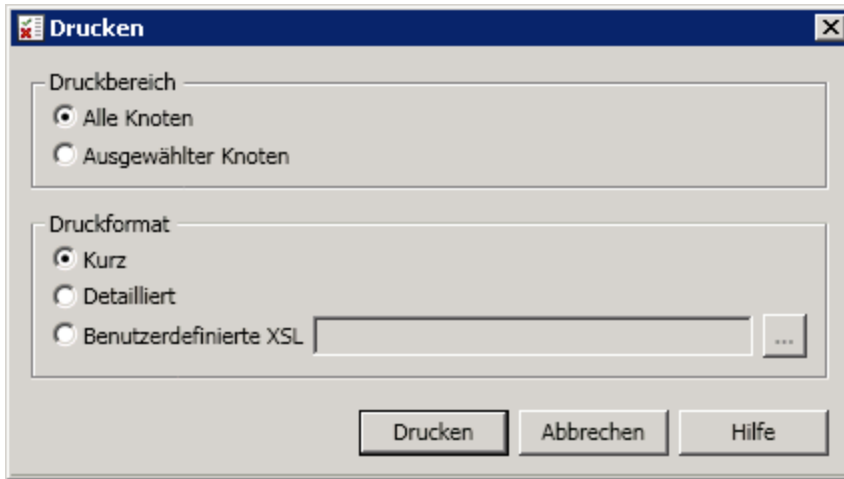 Drucken
Druckbereich
Alle Knoten
Ausgewählter Knoten
Druckformat
Kurz
Detailliert
Benutzerdefinierte XSL ...
Drucken Abbrechen Hilfe